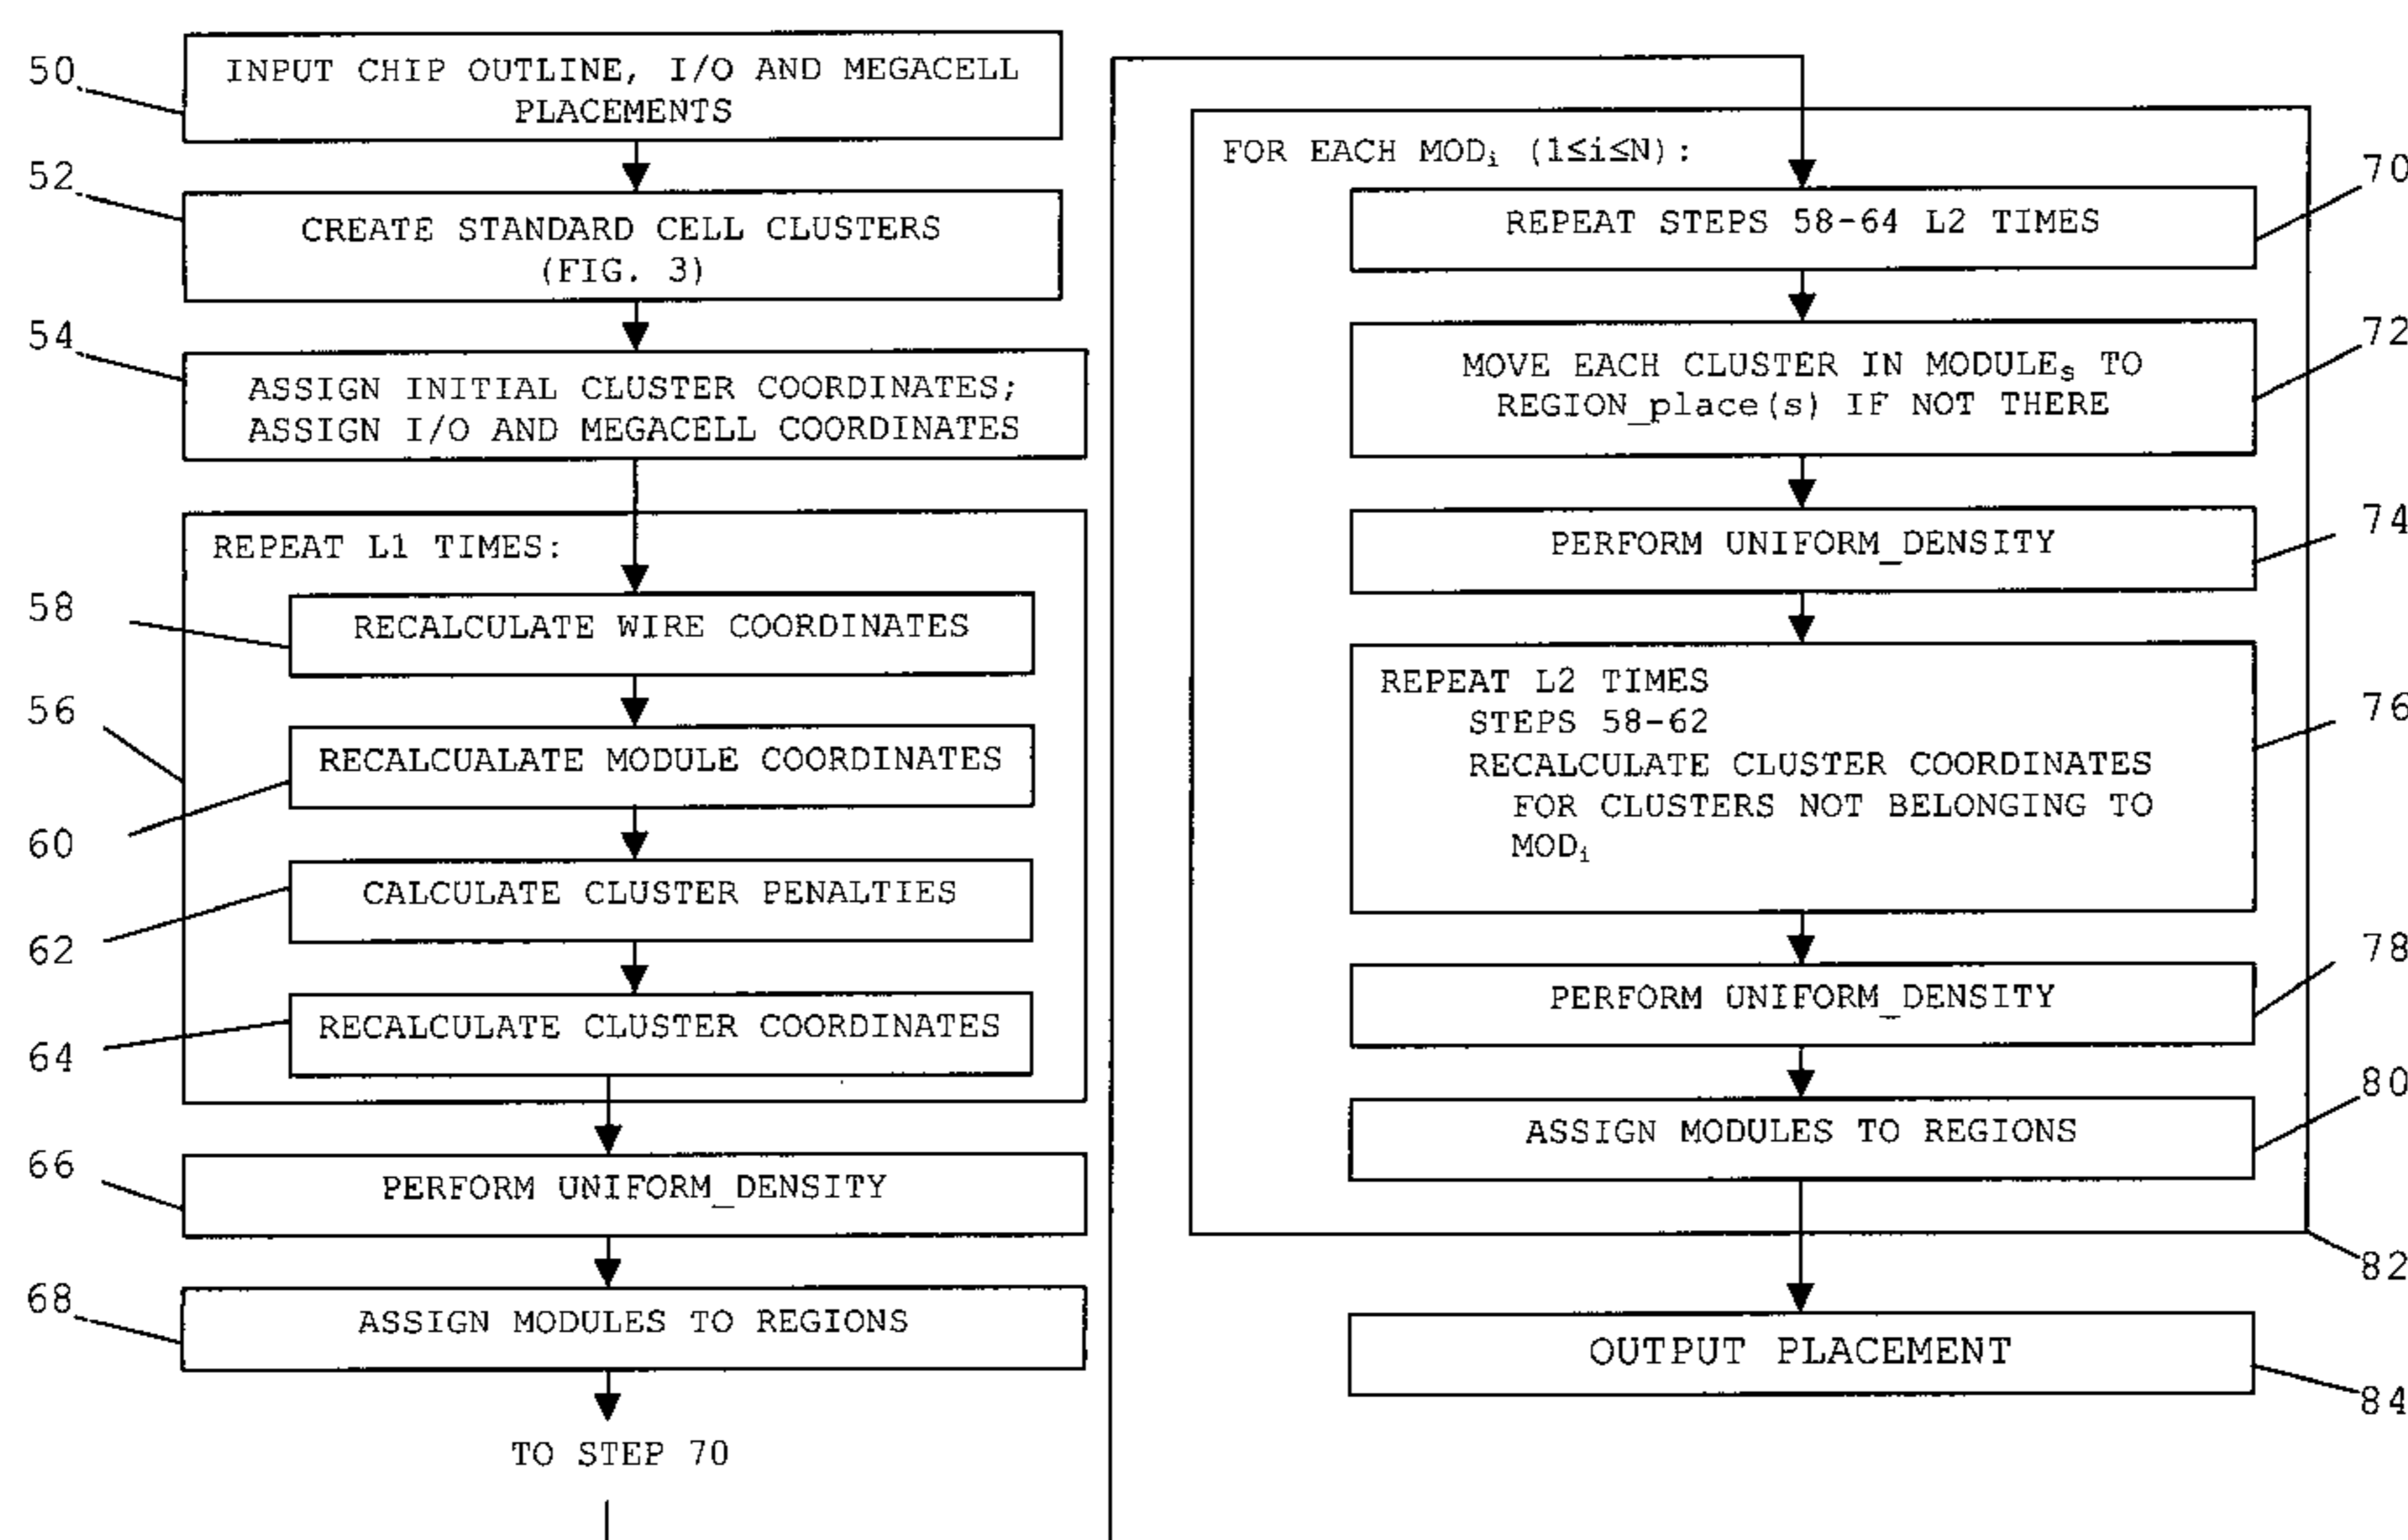 50
INPUT CHIP OUTLINE, I/O AND MEGACELL
PLACEMENTS
52
CREATE STANDARD CELL CLUSTERS
(FIG. 3)
54
ASSIGN INITIAL CLUSTER COORDINATES;
ASSIGN I/O AND MEGACELL COORDINATES
56
REPEAT L1 TIMES:
58
RECALCULATE WIRE COORDINATES
60
RECALCUALATE MODULE COORDINATES
62
CALCULATE CLUSTER PENALTIES
64
RECALCULATE CLUSTER COORDINATES
66
PERFORM UNIFORM_DENSITY
68
ASSIGN MODULES TO REGIONS
TO STEP 70
FOR EACH MODᵢ (1≤i≤N):
70
REPEAT STEPS 58-64 L2 TIMES
72
MOVE EACH CLUSTER IN MODULEₛ TO
REGION_place(s) IF NOT THERE
74
PERFORM UNIFORM_DENSITY
76
REPEAT L2 TIMES
STEPS 58-62
RECALCULATE CLUSTER COORDINATES
FOR CLUSTERS NOT BELONGING TO
MODᵢ
78
PERFORM UNIFORM_DENSITY
80
ASSIGN MODULES TO REGIONS
82
OUTPUT PLACEMENT
84